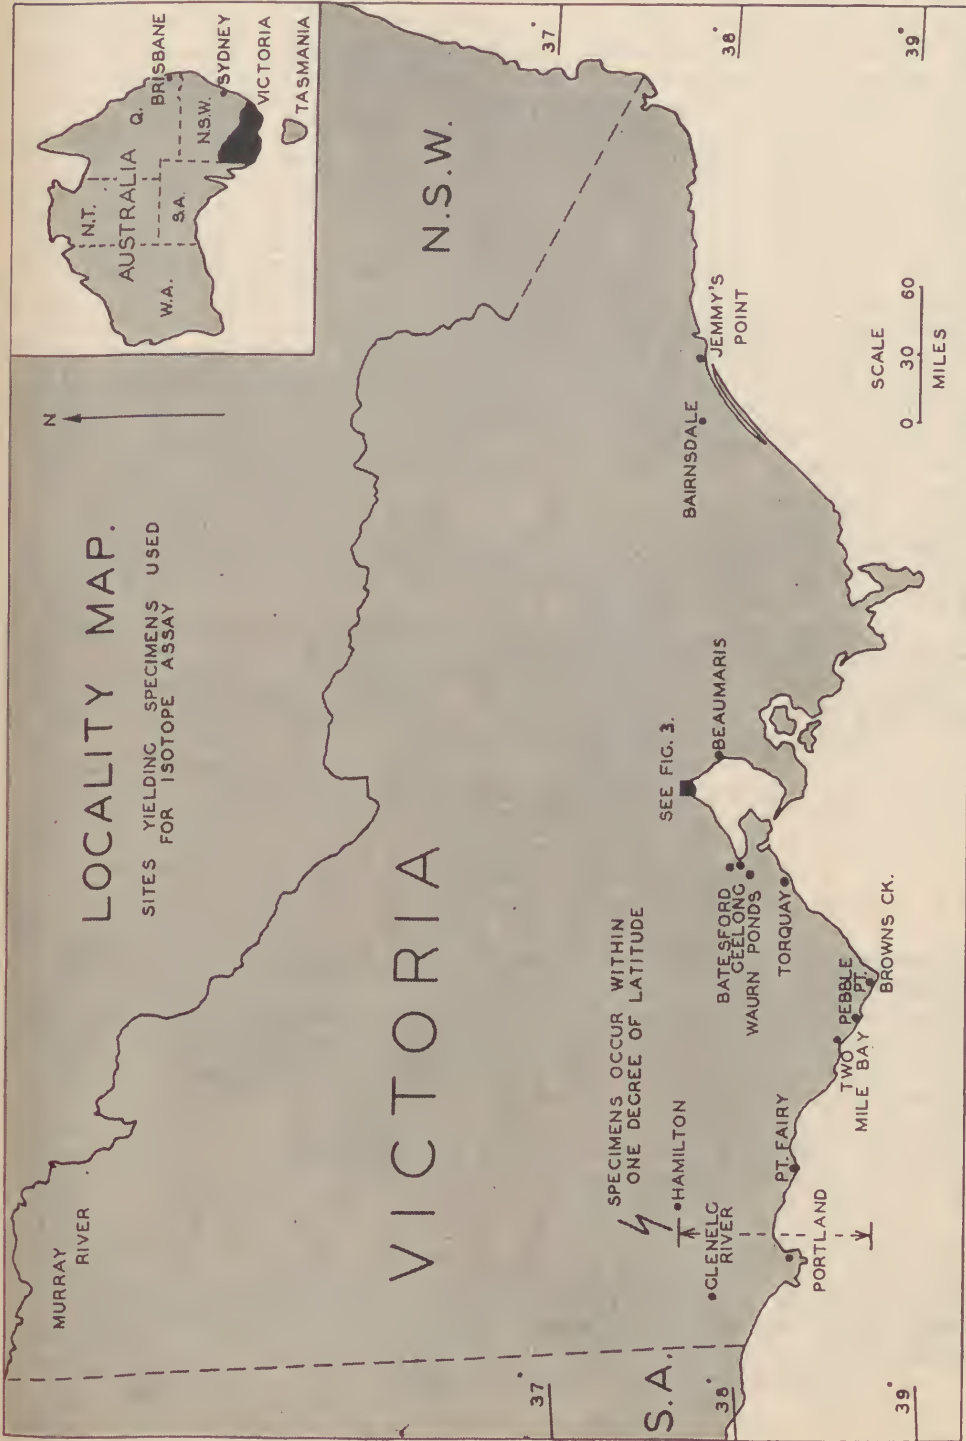 LOCALITY MAP.
SITES YIELDING SPECIMENS USED
FOR ISOTOPE ASSAY
N
N.T.
Q.
AUSTRALIA
W.A.
S.A.
N.S.W.
BRISBANE
SYDNEY
VICTORIA
TASMANIA
MURRAY
RIVER
VICTORIA
N.S.W.
S.A.
37°
38°
39°
37°
38°
39°
SPECIMENS OCCUR WITHIN
ONE DEGREE OF LATITUDE
HAMILTON
GLENELG
RIVER
PORTLAND
PT. FAIRY
TWO
MILE BAY
PEBBLE
PT.
BROWNS CK.
TORQUAY
BATESFORD
GEELONG
WAURN PONDS
SEE FIG. 3.
BEAUMARIS
BAIRNSDALE
JEMMY'S
POINT
SCALE
0 30 60
MILES